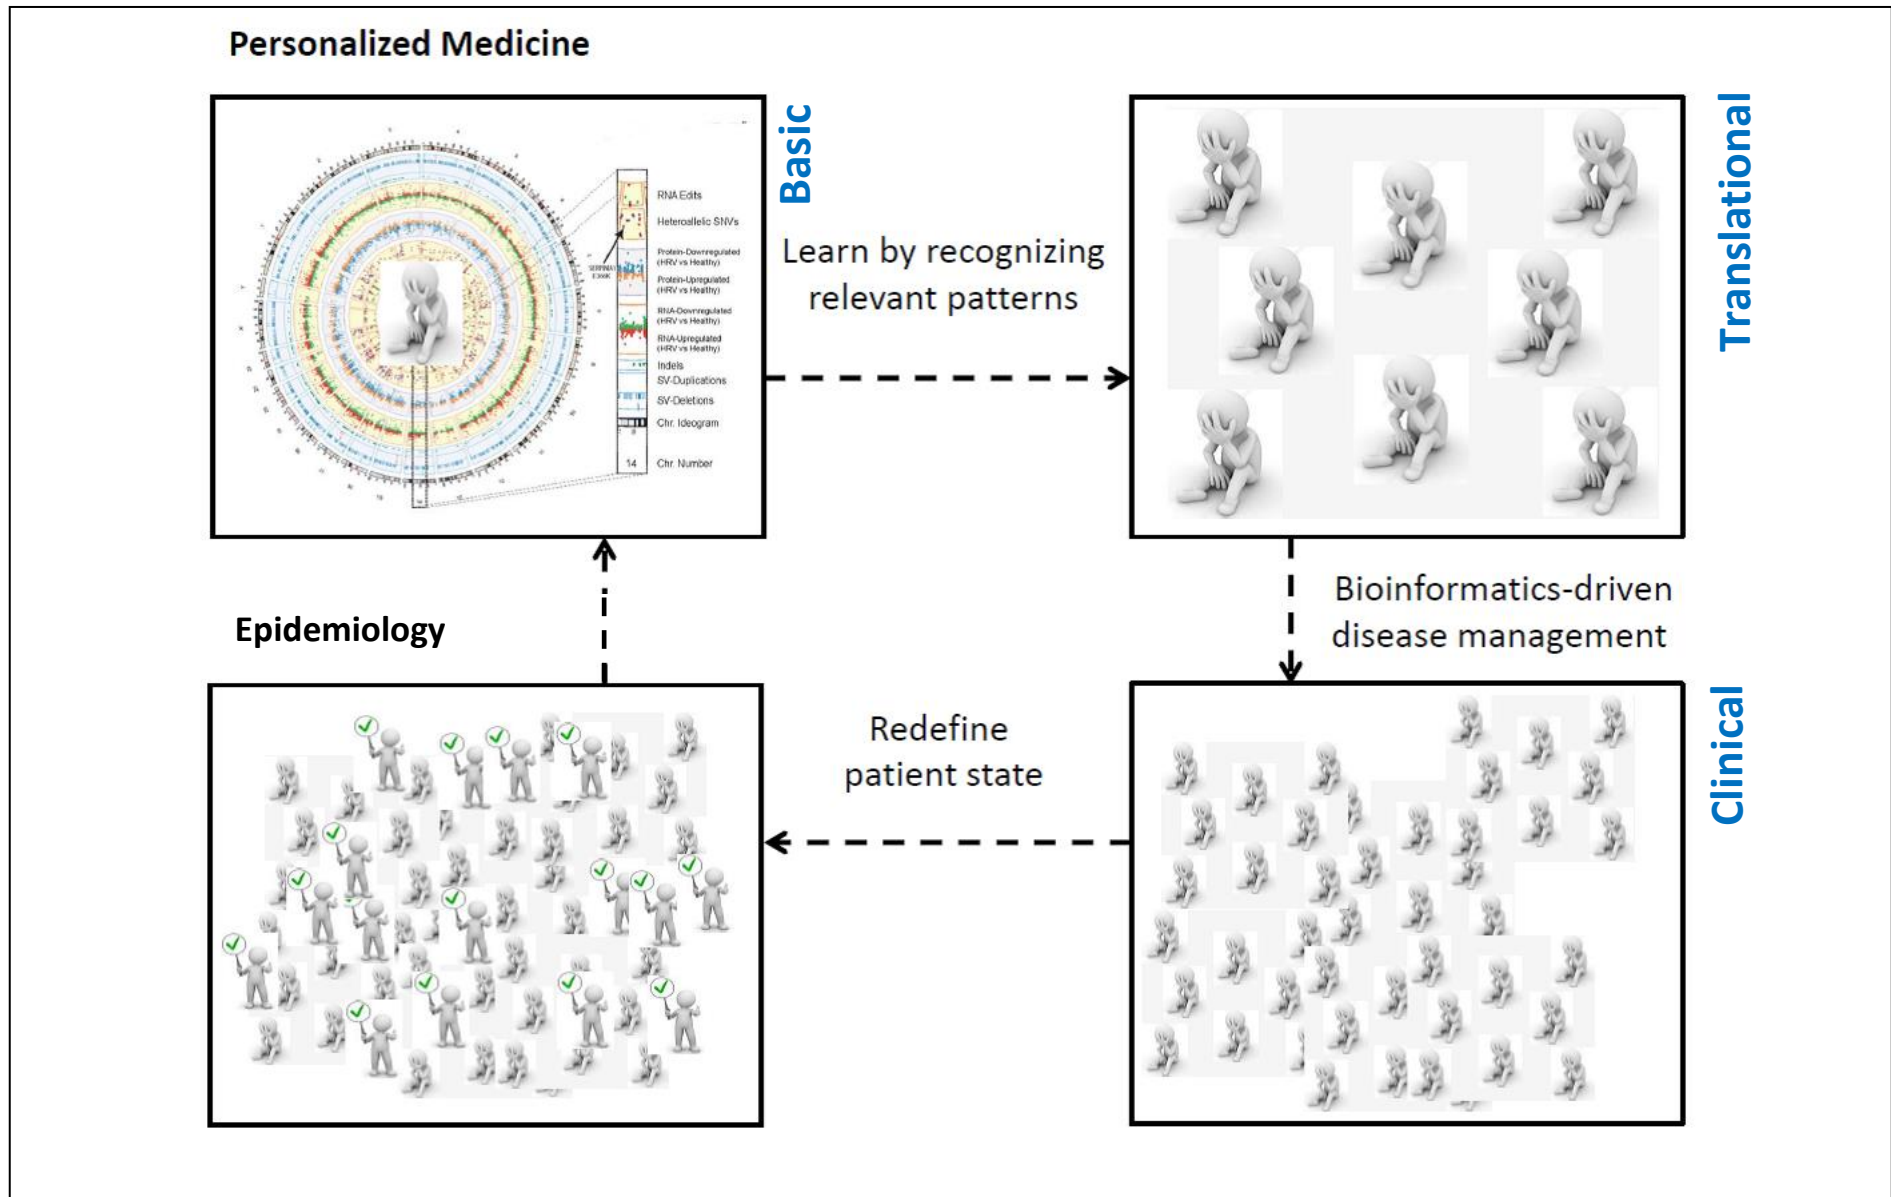 Personalized Medicine
Basic
RNA Edits
Heteroallelic SNVs
Protein-Downregulated
(HRV vs Healthy)
Protein-Upregulated
(HRV vs Healthy)
RNA-Downregulated
(HRV vs Healthy)
RNA-Upregulated
(HRV vs Healthy)
Indels
SV-Duplications
SV-Deletions
Chr. Ideogram
14 Chr. Number
Learn by recognizing
relevant patterns
Translational
Bioinformatics-driven
disease management
Clinical
Redefine
patient state
Epidemiology